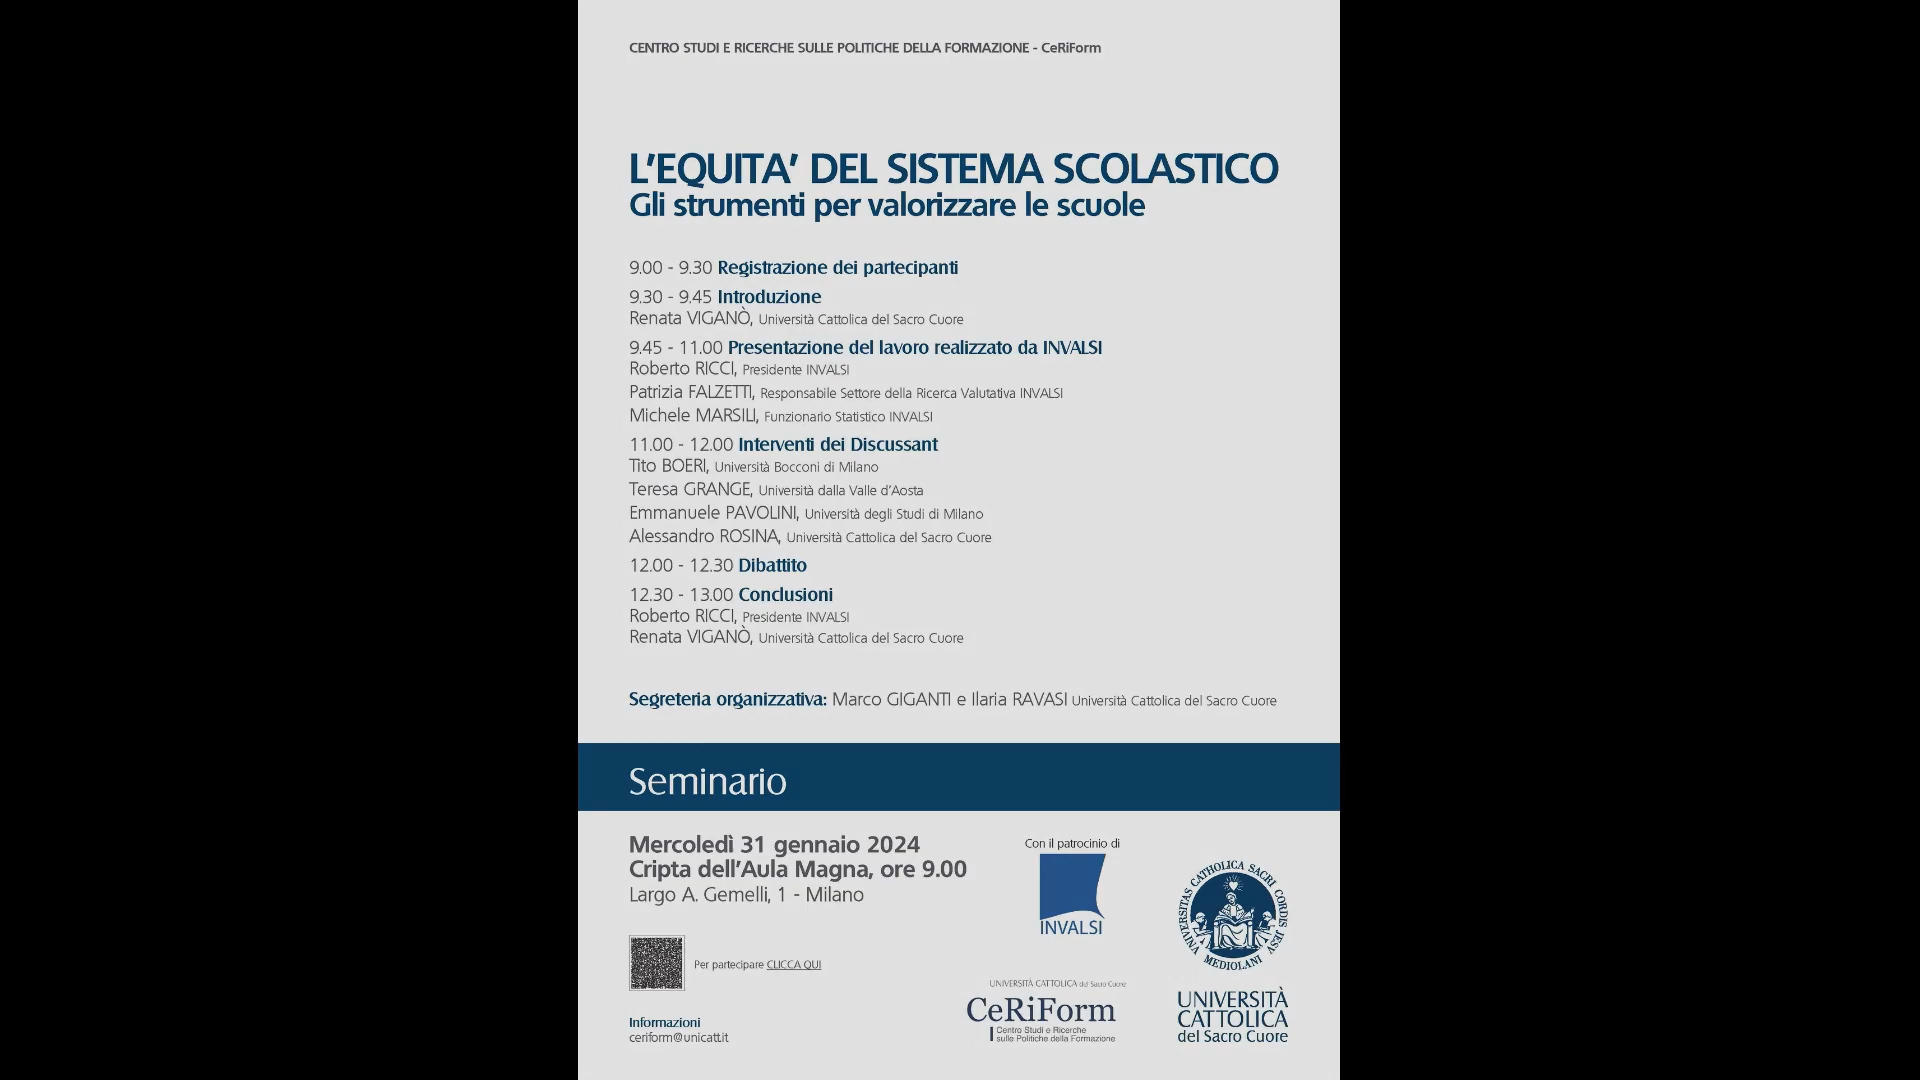 CENTRO STUDI E RICERCHE SULLE POLITICHE DELLA FORMAZIONE - CeRiForm
L'EQUITA' DEL SISTEMA SCOLASTICO
Gli strumenti per valorizzare le scuole
9.00 - 9.30 Registrazione dei partecipanti
9.30 - 9.45 Introduzione
Renata VIGANÒ, Università Cattolica del Sacro Cuore
9.45 - 11.00 Presentazione del lavoro realizzato da INVALSI
Roberto RICCI, Presidente INVALSI
Patrizia FALZETTI, Responsabile Settore della Ricerca Valutativa INVALSI
Michele MARSILI, Funzionario Statistico INVALSI
11.00 - 12.00 Interventi dei Discussant
Tito BOERI, Università Bocconi di Milano
Teresa GRANGE, Università dalla Valle d'Aosta
Emmanuele PAVOLINI, Università degli Studi di Milano
Alessandro ROSINA, Università Cattolica del Sacro Cuore
12.00 - 12.30 Dibattito
12.30 - 13.00 Conclusioni
Roberto RICCI, Presidente INVALSI
Renata VIGANÒ, Università Cattolica del Sacro Cuore
Segreteria organizzativa: Marco GIGANTI e Ilaria RAVASI Università Cattolica del Sacro Cuore
Seminario
Mercoledì 31 gennaio 2024
Cripta dell'Aula Magna, ore 9.00
Largo A. Gemelli, 1 - Milano
Per partecipare CLICCA QUI
Informazioni
ceriform@unicatt.it
Con il patrocinio di
INVALSI
UNIVERSITÀ CATTOLICA del Sacro Cuore
CeRiForm
Centro Studi e Ricerche
sulle Politiche della Formazione
UNIVERSITAS CATHOLICA SACRI CORDIS JESV
MEDIOLANI
UNIVERSITÀ
CATTOLICA
del Sacro Cuore